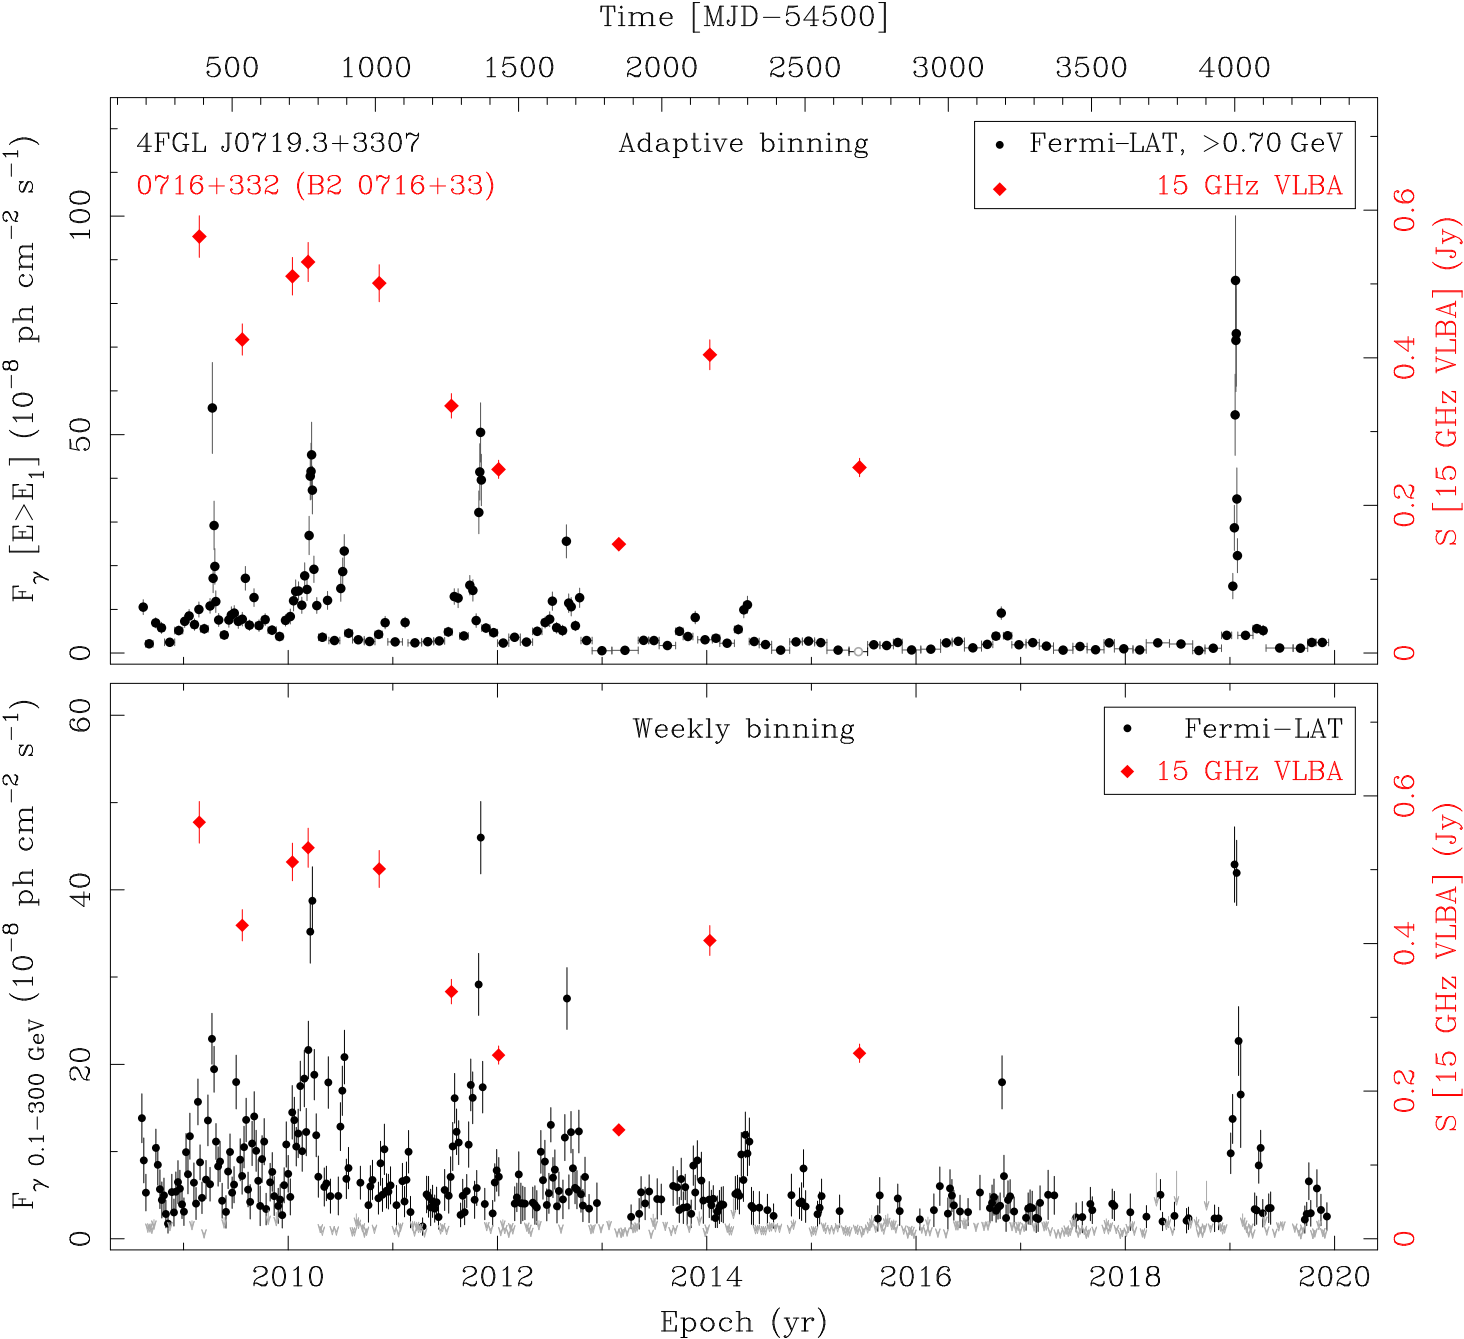 Time [MJD−54500]
500 1000 1500 2000 2500 3000 3500 4000
4FGL J0719.3+3307
0716+332 (B2 0716+33)
Adaptive binning
Fermi−LAT, >0.70 GeV
15 GHz VLBA
F_γ [E>E_1] (10^−8 ph cm^−2 s^−1)
100
50
0
S [15 GHz VLBA] (Jy)
0.6
0.4
0.2
0
Weekly binning
Fermi−LAT
15 GHz VLBA
F_γ 0.1−300 GeV (10^−8 ph cm^−2 s^−1)
60
40
20
0
S [15 GHz VLBA] (Jy)
0.6
0.4
0.2
0
2010 2012 2014 2016 2018 2020
Epoch (yr)